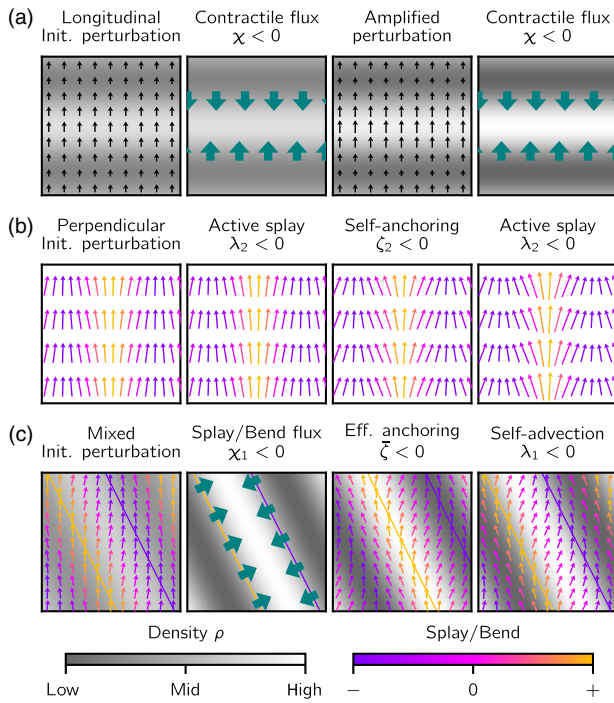 (a)
Longitudinal
Init. perturbation
Contractile flux
χ < 0
Amplified
perturbation
Contractile flux
χ < 0
(b)
Perpendicular
Init. perturbation
Active splay
λ₂ < 0
Self-anchoring
ζ₂ < 0
Active splay
λ₂ < 0
(c)
Mixed
Init. perturbation
Splay/Bend flux
χ₁ < 0
Eff. anchoring
ζ̅ < 0
Self-advection
λ₁ < 0
Density ρ
Low
Mid
High
Splay/Bend
−
0
+